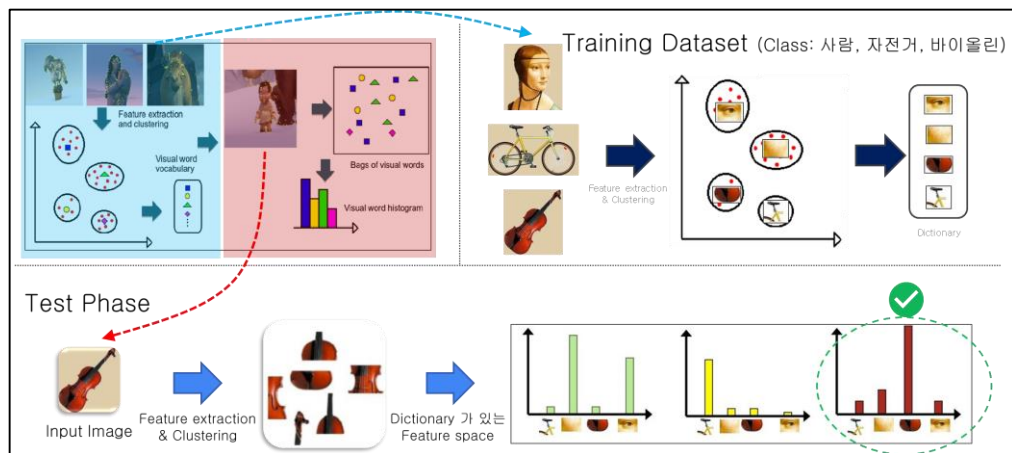 Feature extraction
and clustering
Visual word
vocabulary
Bags of visual words
Visual word histogram
Training Dataset (Class: 사람, 자전거, 바이올린)
Feature extraction
& Clustering
Dictionary
Test Phase
Input Image
Feature extraction
& Clustering
Dictionary 가 있는
Feature space